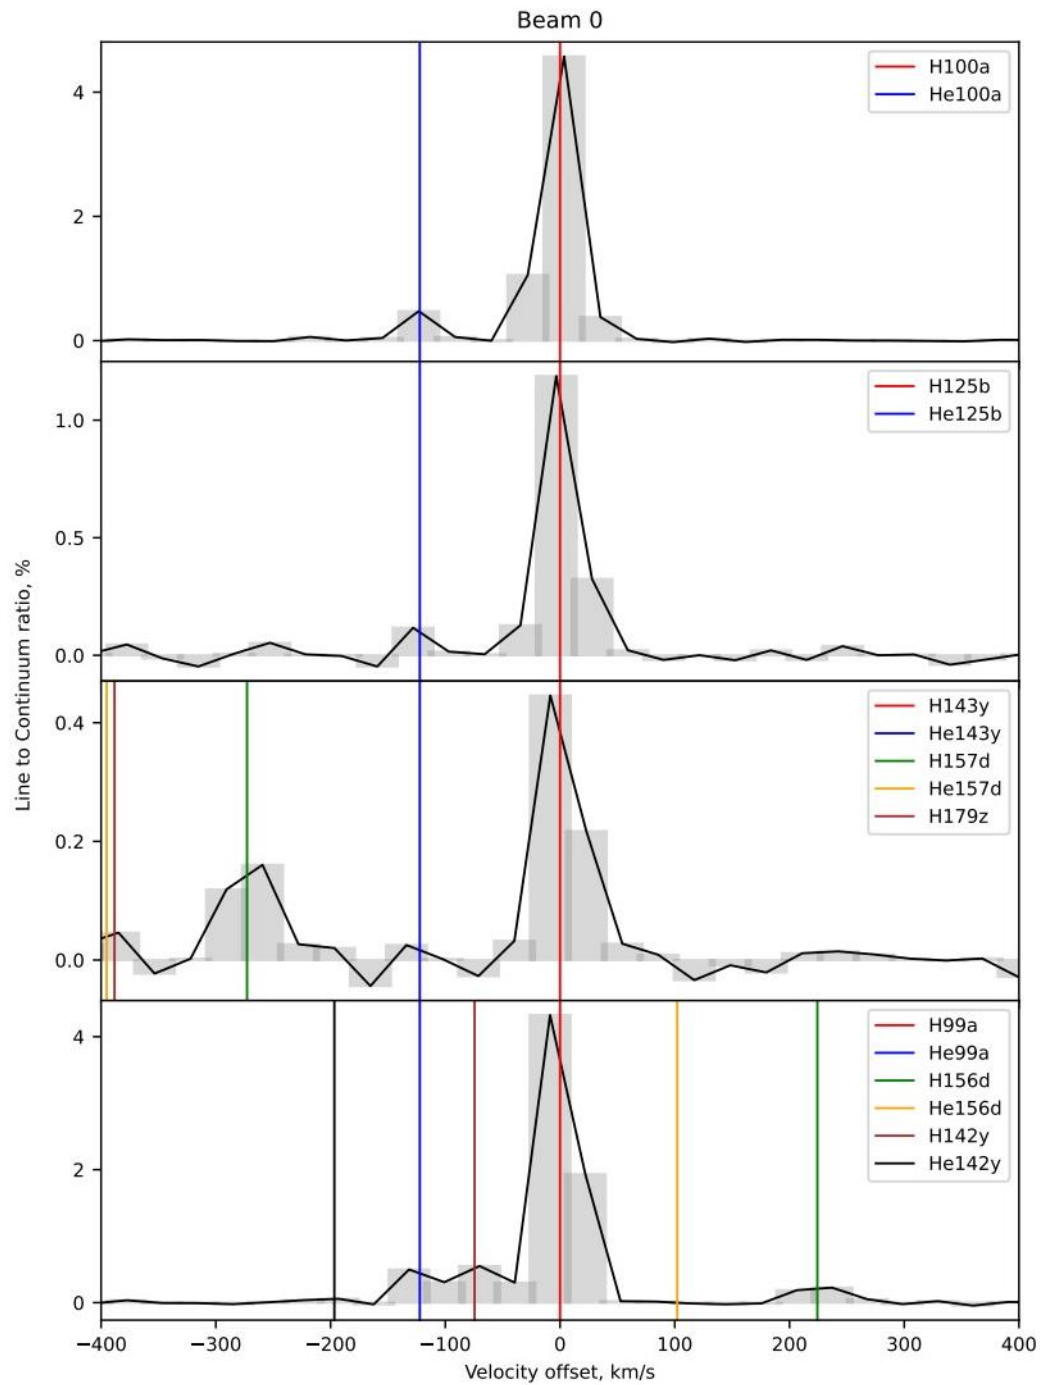 Beam 0
Line to Continuum ratio, %
4
2
0
H100a
He100a
1.0
0.5
0.0
H125b
He125b
0.4
0.2
0.0
H143y
He143y
H157d
He157d
H179z
4
2
0
H99a
He99a
H156d
He156d
H142y
He142y
−400 −300 −200 −100 0 100 200 300 400
Velocity offset, km/s